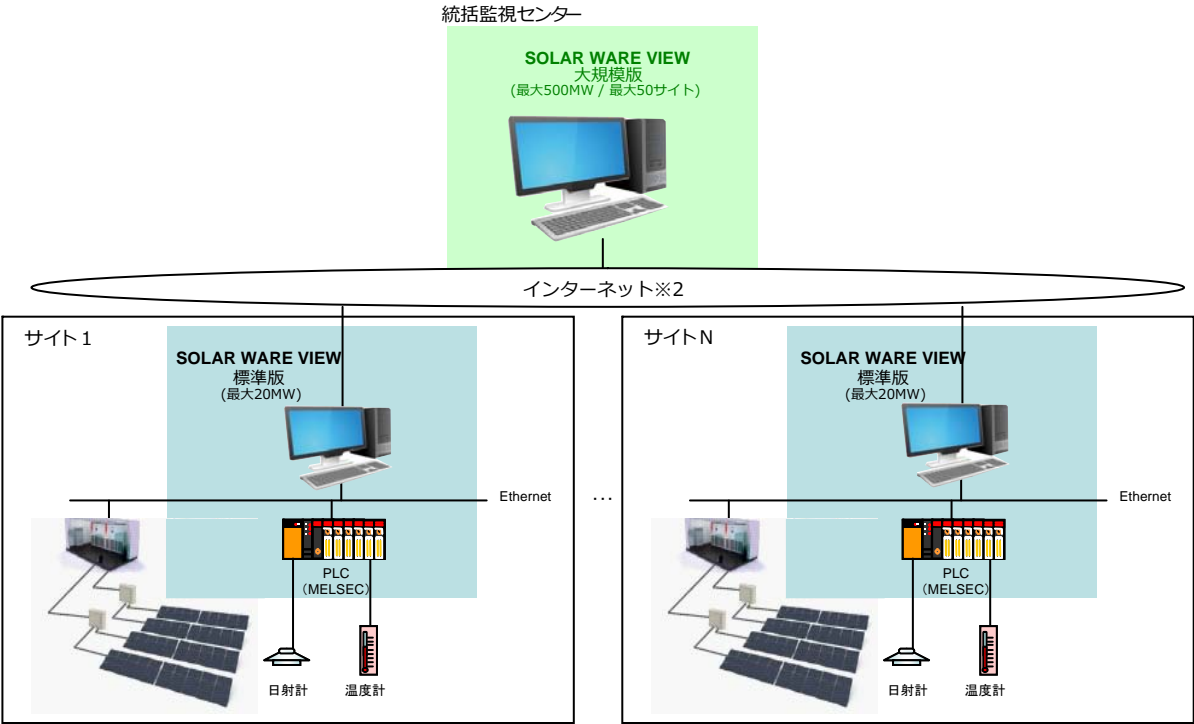 統括監視センター
SOLAR WARE VIEW
大規模版
(最大500MW / 最大50サイト)
インターネット※2
サイト1
SOLAR WARE VIEW
標準版
(最大20MW)
Ethernet
PLC
(MELSEC)
日射計
温度計
...
サイトN
SOLAR WARE VIEW
標準版
(最大20MW)
Ethernet
PLC
(MELSEC)
日射計
温度計